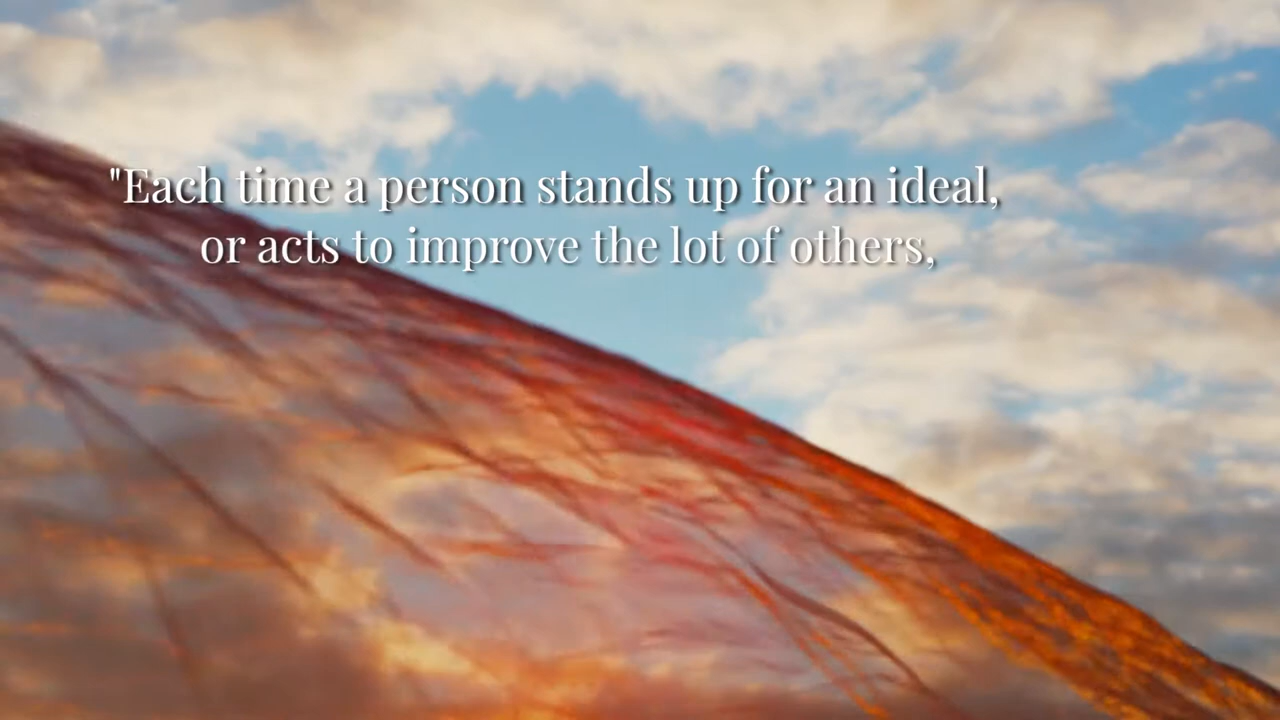 "Each time a person stands up for an ideal,
or acts to improve the lot of others,